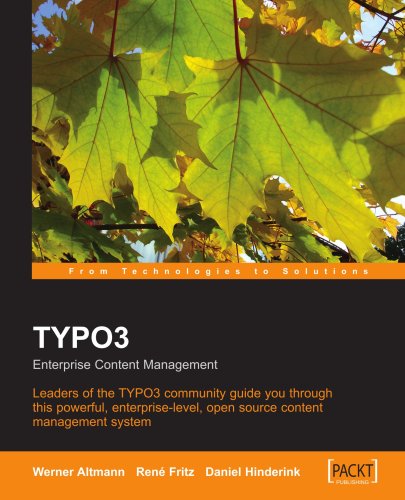 From Technologies to Solutions
TYPO3
Enterprise Content Management
Leaders of the TYPO3 community guide you through
this powerful, enterprise-level, open source content
management system
Werner Altmann René Fritz Daniel Hinderink
PACKT
PUBLISHING